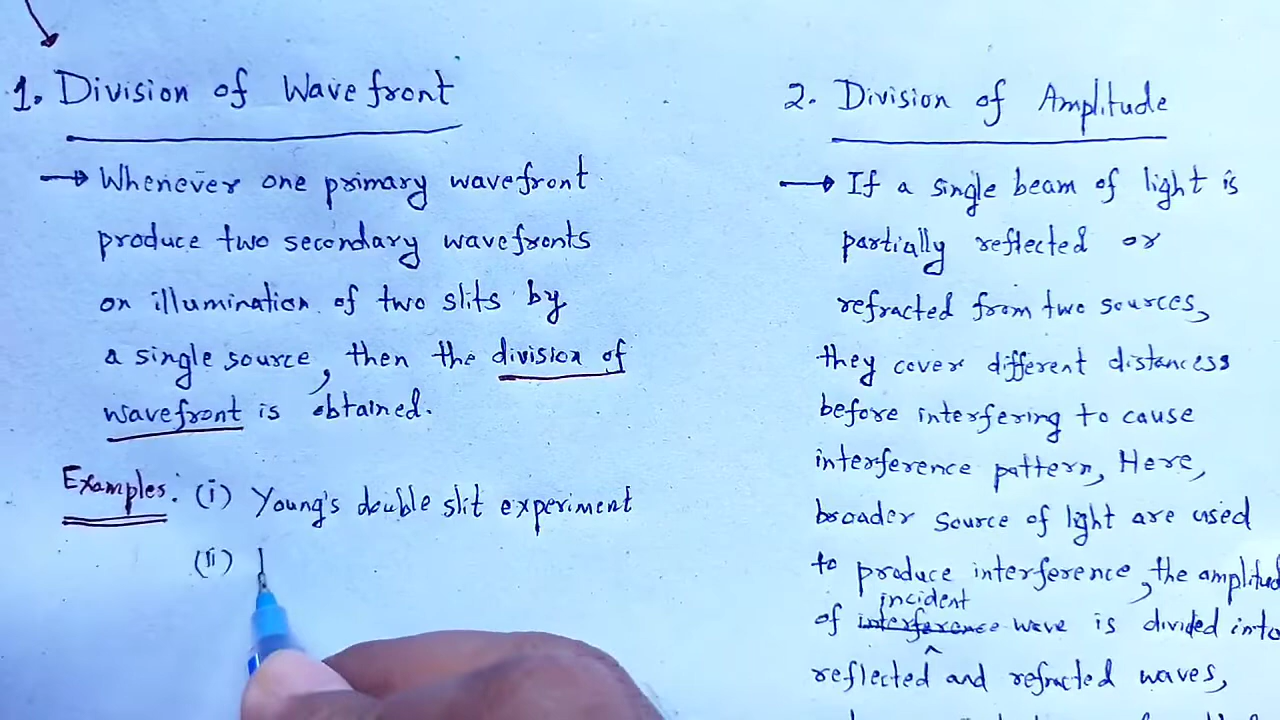 1. Division of Wavefront
→ Whenever one primary wavefront
produce two secondary wavefronts
on illumination of two slits by
a single source, then the division of
wavefront is obtained.
Examples: (i) Young's double slit experiment
(ii)
2. Division of Amplitude
→ If a single beam of light is
partially reflected or
refracted from two sources,
they cover different distancess
before interfering to cause
interference pattern, Here,
broader source of light are used
to produce interference, the amplitud
incident
of interference wave is divided into
reflected and refracted waves,